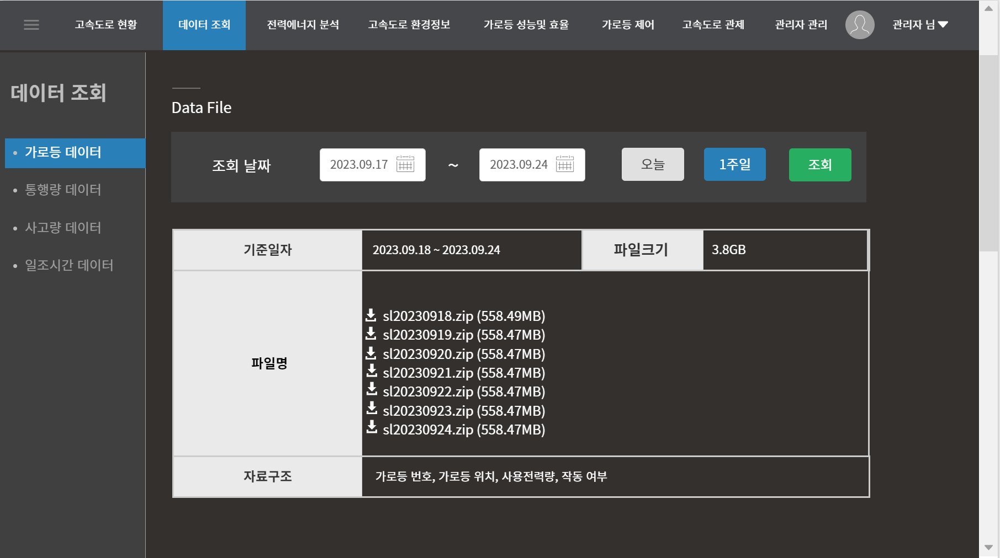 고속도로 현황 데이터 조회 전력에너지 분석 고속도로 환경정보 가로등 성능및 효율 가로등 제어 고속도로 관제 관리자 관리 관리자 님
데이터 조회
가로등 데이터
통행량 데이터
사고량 데이터
일조시간 데이터
Data File
조회 날짜 2023.09.17 ~ 2023.09.24 오늘 1주일 조회
기준일자 2023.09.18 ~ 2023.09.24 파일크기 3.8GB
파일명
sl20230918.zip (558.49MB)
sl20230919.zip (558.47MB)
sl20230920.zip (558.47MB)
sl20230921.zip (558.47MB)
sl20230922.zip (558.47MB)
sl20230923.zip (558.47MB)
sl20230924.zip (558.47MB)
자료구조 가로등 번호, 가로등 위치, 사용전력량, 작동 여부